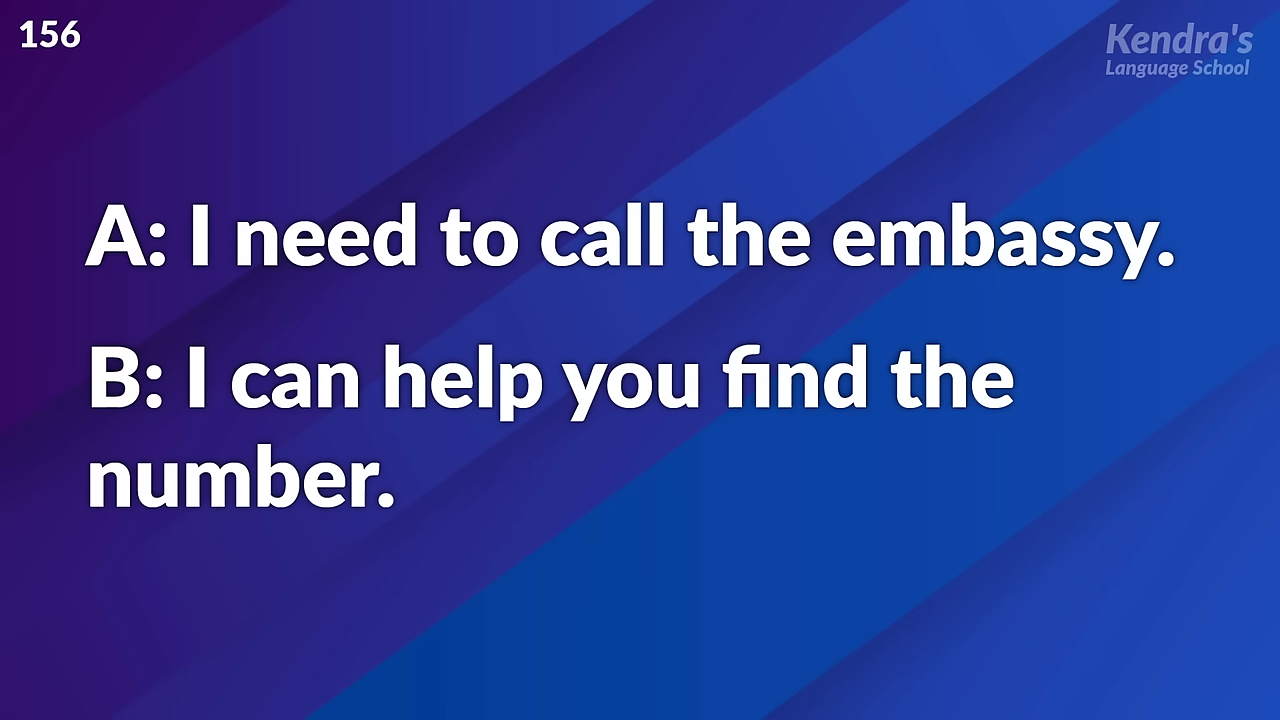 156
Kendra's
Language School
A: I need to call the embassy.
B: I can help you find the
number.